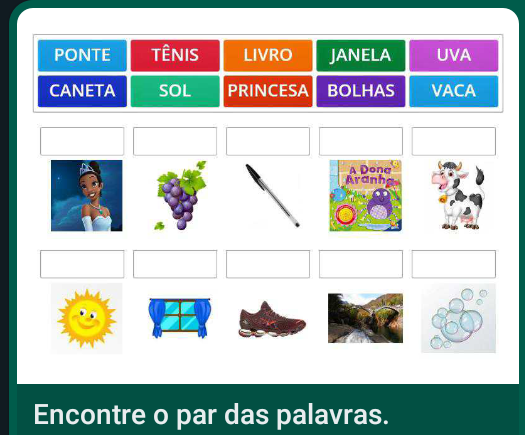 PONTE TÊNIS LIVRO JANELA UVA
CANETA SOL PRINCESA BOLHAS VACA
A Dona
Aranha
Encontre o par das palavras.